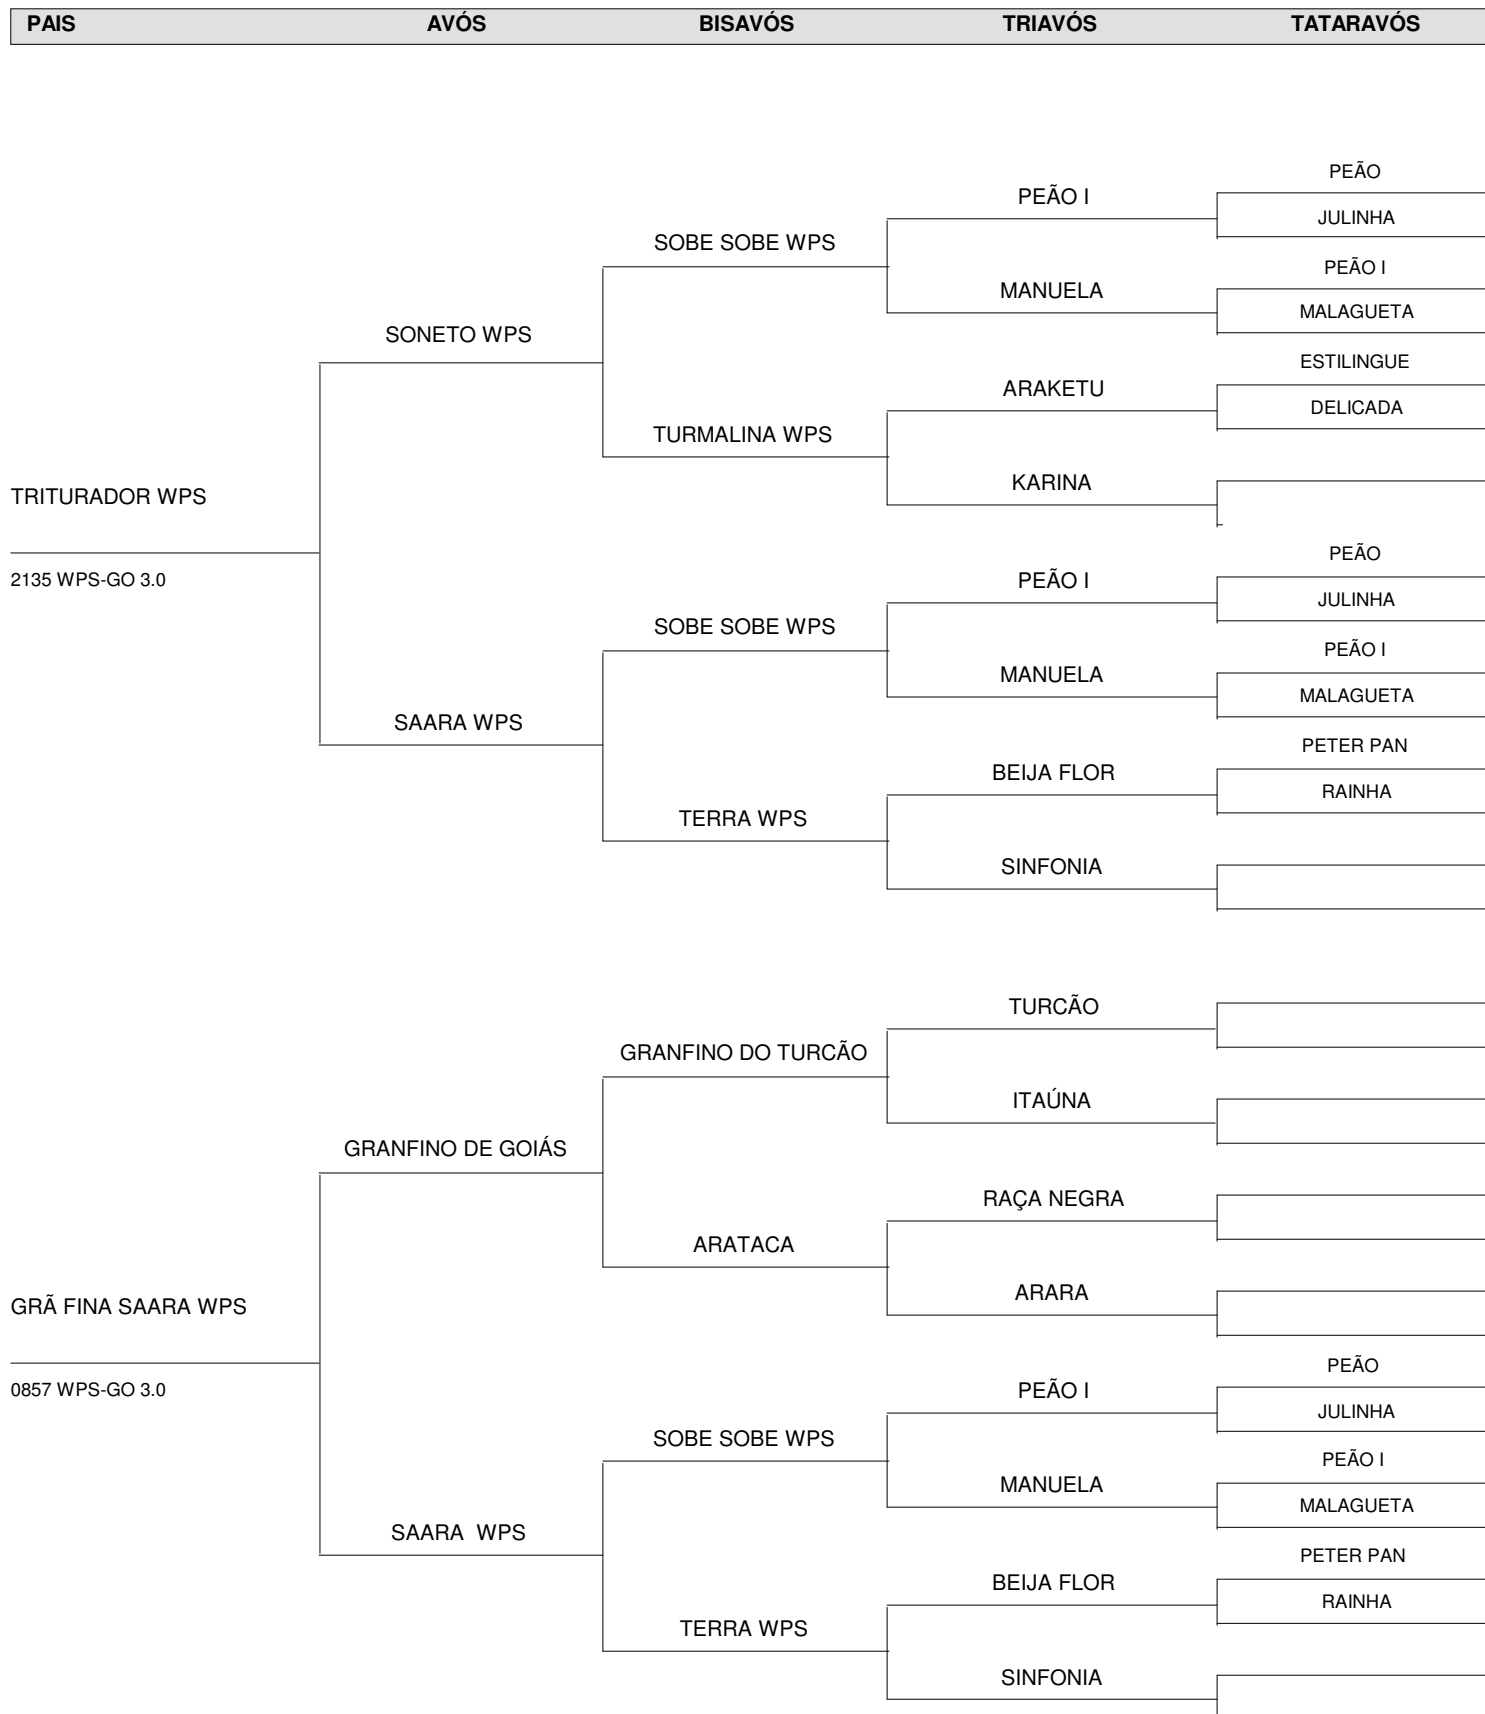 PAIS AVÓS BISAVÓS TRIAVÓS TATARAVÓS
PEÃO
PEÃO I
JULINHA
SOBE SOBE WPS
PEÃO I
MANUELA
MALAGUETA
SONETO WPS
ESTILINGUE
ARAKETU
DELICADA
TURMALINA WPS
KARINA
TRITURADOR WPS
PEÃO
2135 WPS-GO 3.0
PEÃO I
JULINHA
SOBE SOBE WPS
PEÃO I
MANUELA
MALAGUETA
SAARA WPS
PETER PAN
BEIJA FLOR
RAINHA
TERRA WPS
SINFONIA
TURCÃO
GRANFINO DO TURCÃO
ITAÚNA
GRANFINO DE GOIÁS
RAÇA NEGRA
ARATACA
ARARA
GRÃ FINA SAARA WPS
PEÃO
0857 WPS-GO 3.0
PEÃO I
JULINHA
SOBE SOBE WPS
PEÃO I
MANUELA
MALAGUETA
SAARA  WPS
PETER PAN
BEIJA FLOR
RAINHA
TERRA WPS
SINFONIA